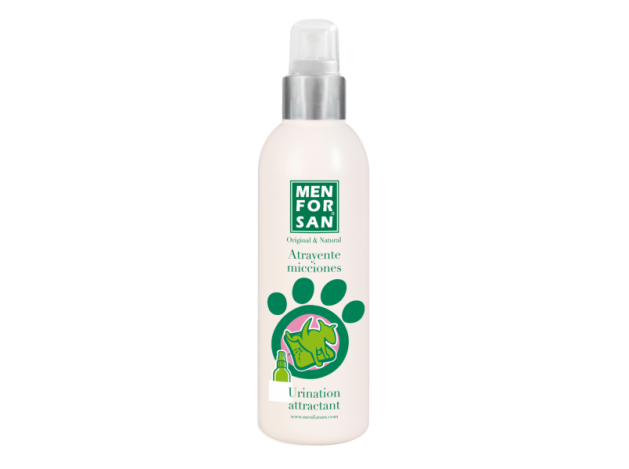 MEN
FOR
SAN
Original & Natural
Atrayente
micciones
Urination
attractant
www.menforsan.com